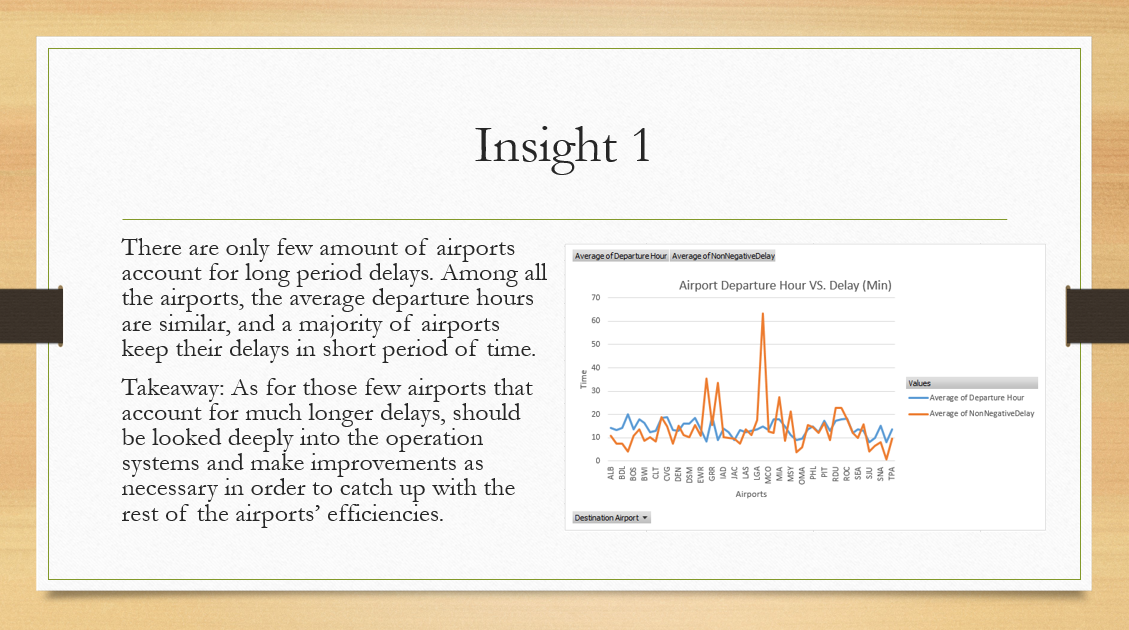 Insight 1
There are only few amount of airports
account for long period delays. Among all
the airports, the average departure hours
are similar, and a majority of airports
keep their delays in short period of time.
Takeaway: As for those few airports that
account for much longer delays, should
be looked deeply into the operation
systems and make improvements as
necessary in order to catch up with the
rest of the airports’ efficiencies.
Average of Departure Hour Average of NonNegativeDelay
Airport Departure Hour VS. Delay (Min)
70
60
50
40
30
20
10
0
Time
ALB BDL BOS BWI CLT CVG DEN DSM EWR GRR IAD JAC LAS LGA MCO MIA MSY OMA PHL PIT RDU ROC SEA SJU SNA TPA
Airports
Values
Average of Departure Hour
Average of NonNegativeDelay
Destination Airport